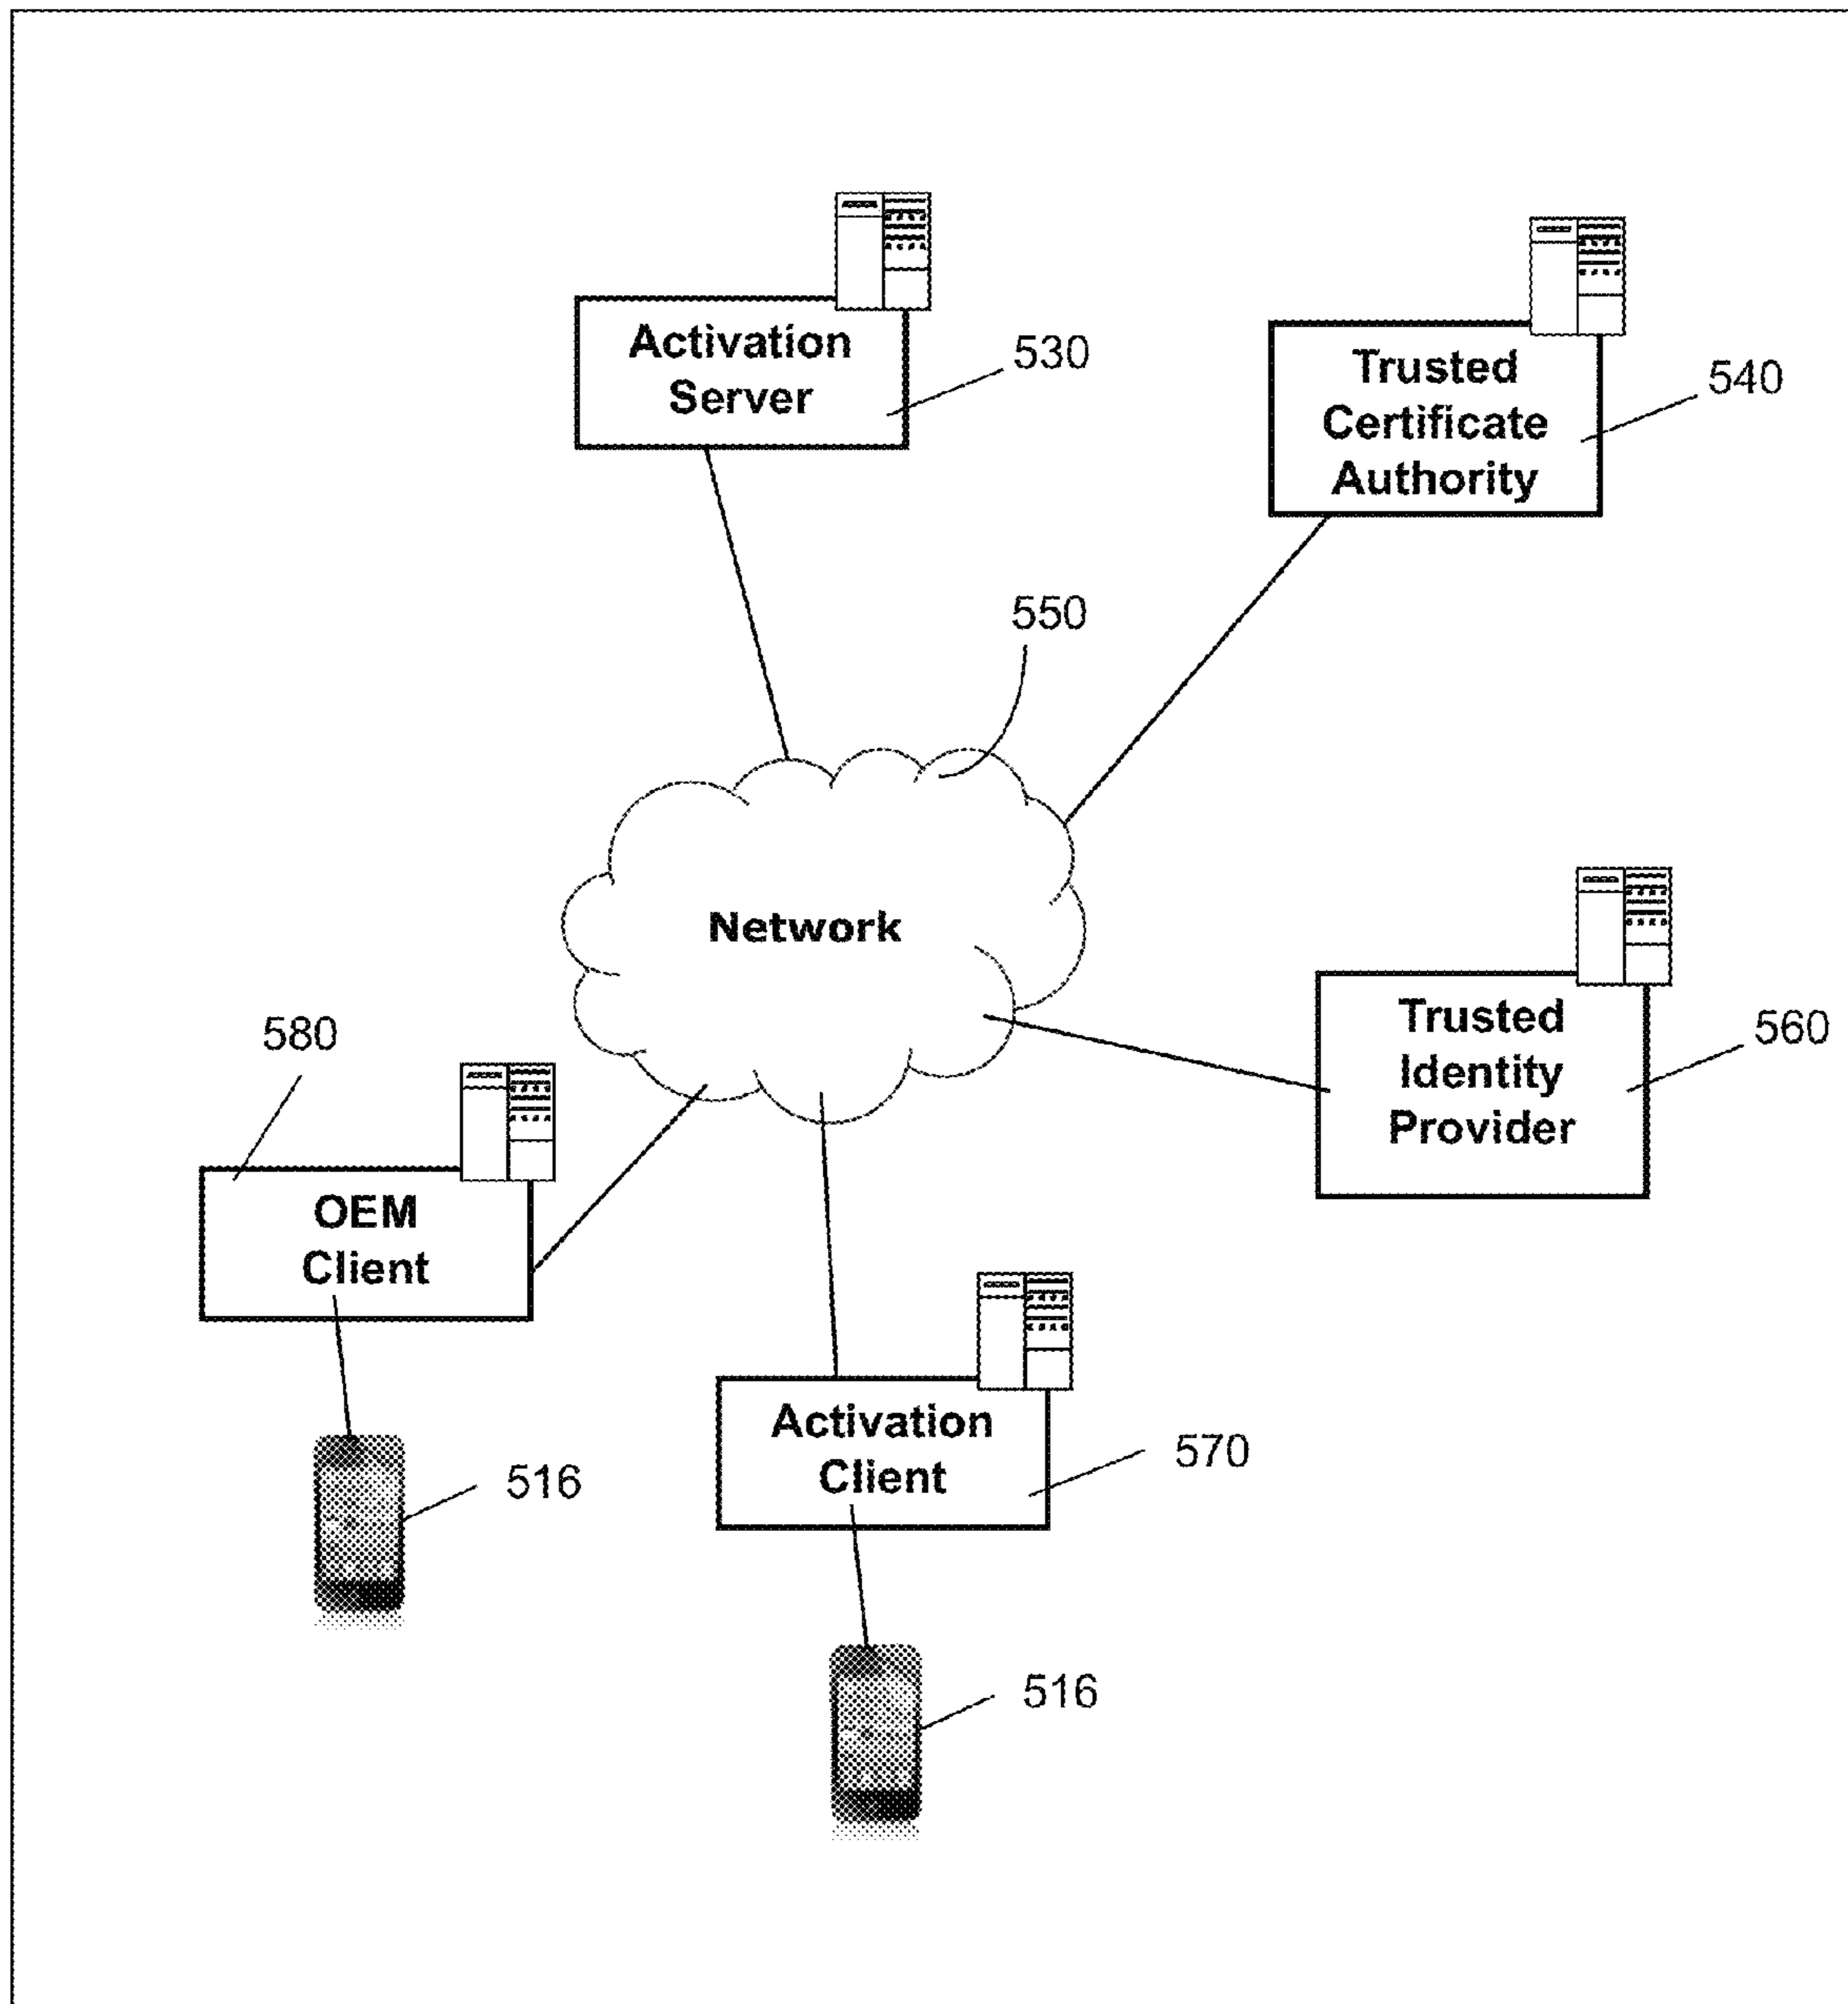 Activation
Server
530
Trusted
Certificate
Authority
540
550
Network
Trusted
Identity
Provider
560
580
OEM
Client
516
Activation
Client
570
516